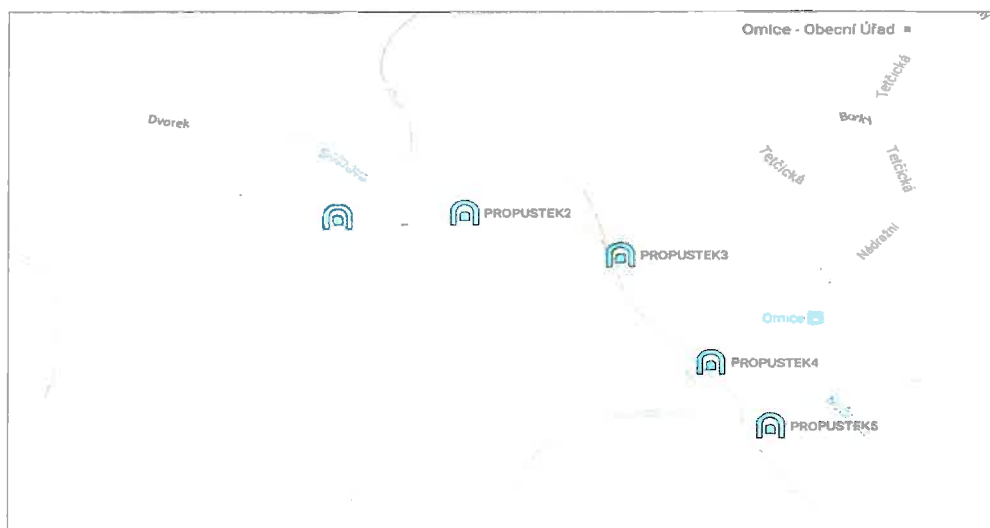 Omice - Obecní Úřad
Tetčická
Borky
Dvorek
Tetčická
Tetčická
PROPUSTEK2
Nádražní
PROPUSTEK3
Omice
PROPUSTEK4
PROPUSTEK5